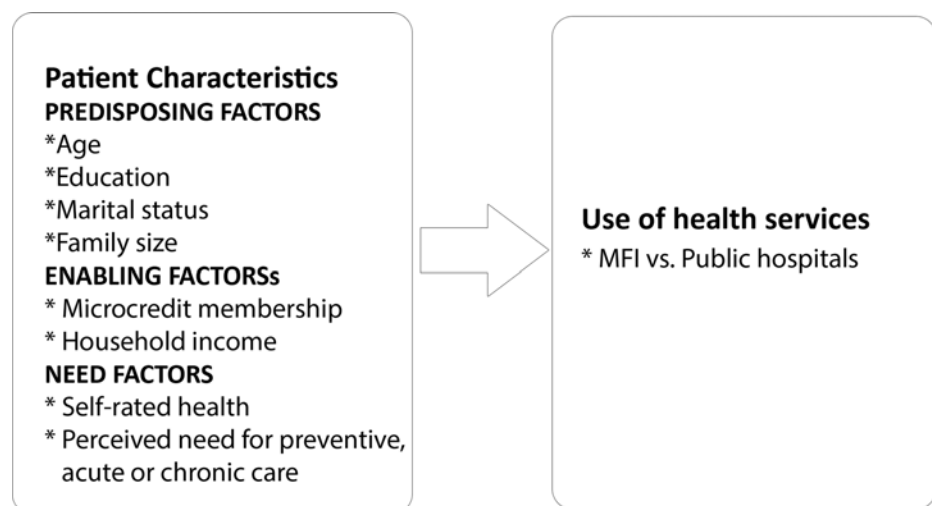 Patient Characteristics
PREDISPOSING FACTORS
*Age
*Education
*Marital status
*Family size
ENABLING FACTORSs
* Microcredit membership
* Household income
NEED FACTORS
* Self-rated health
* Perceived need for preventive,
acute or chronic care
Use of health services
* MFI vs. Public hospitals